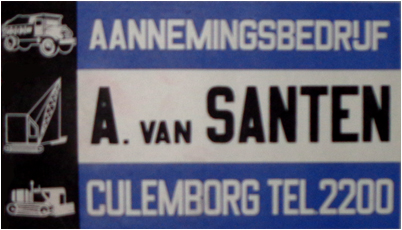 AANNEMINGSBEDRIJF
A. VAN SANTEN
CULEMBORG TEL. 2200